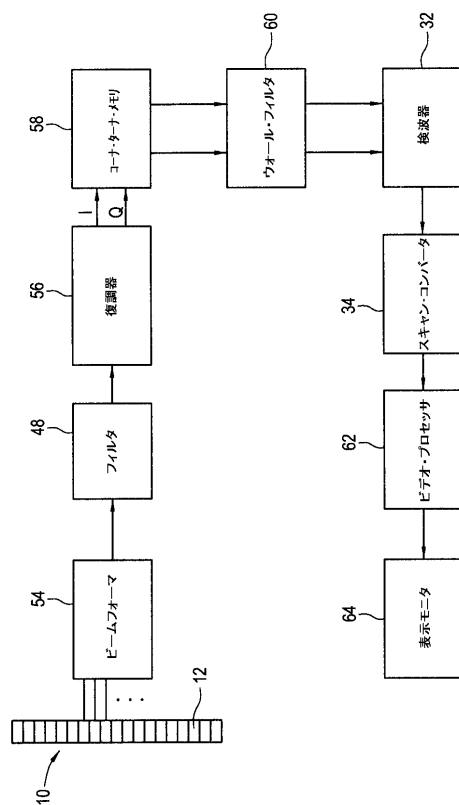 10
12
54
ビームフォーマ
48
フィルタ
56
復調器
I
Q
58
コーナ・ターナ・メモリ
60
ウォール・フィルタ
32
検波器
34
スキャン・コンバータ
62
ビデオ・プロセッサ
64
表示モニタ